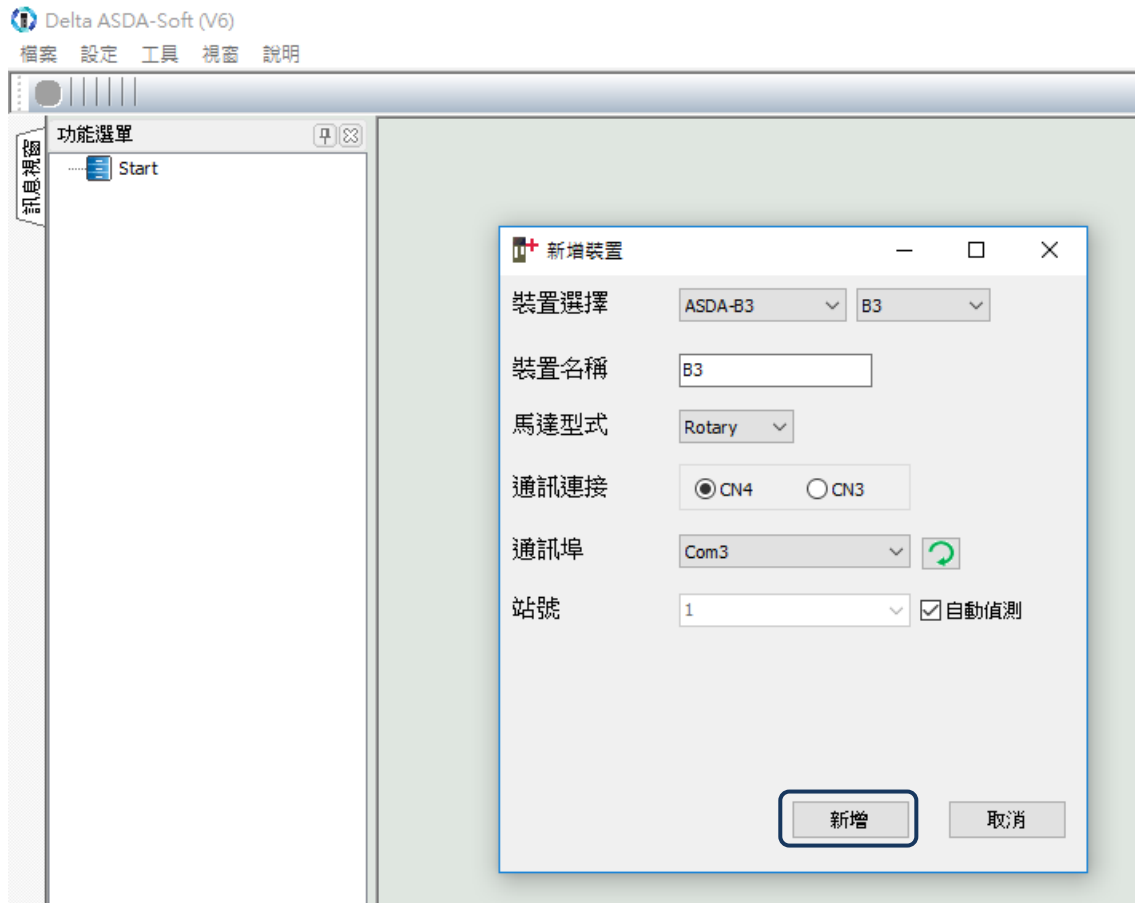 Delta ASDA-Soft (V6)
檔案 設定 工具 視窗 說明
訊息視窗
功能選單
Start
新增裝置
裝置選擇 ASDA-B3 B3
裝置名稱 B3
馬達型式 Rotary
通訊連接 CN4 CN3
通訊埠 Com3
站號 1 自動偵測
新增 取消